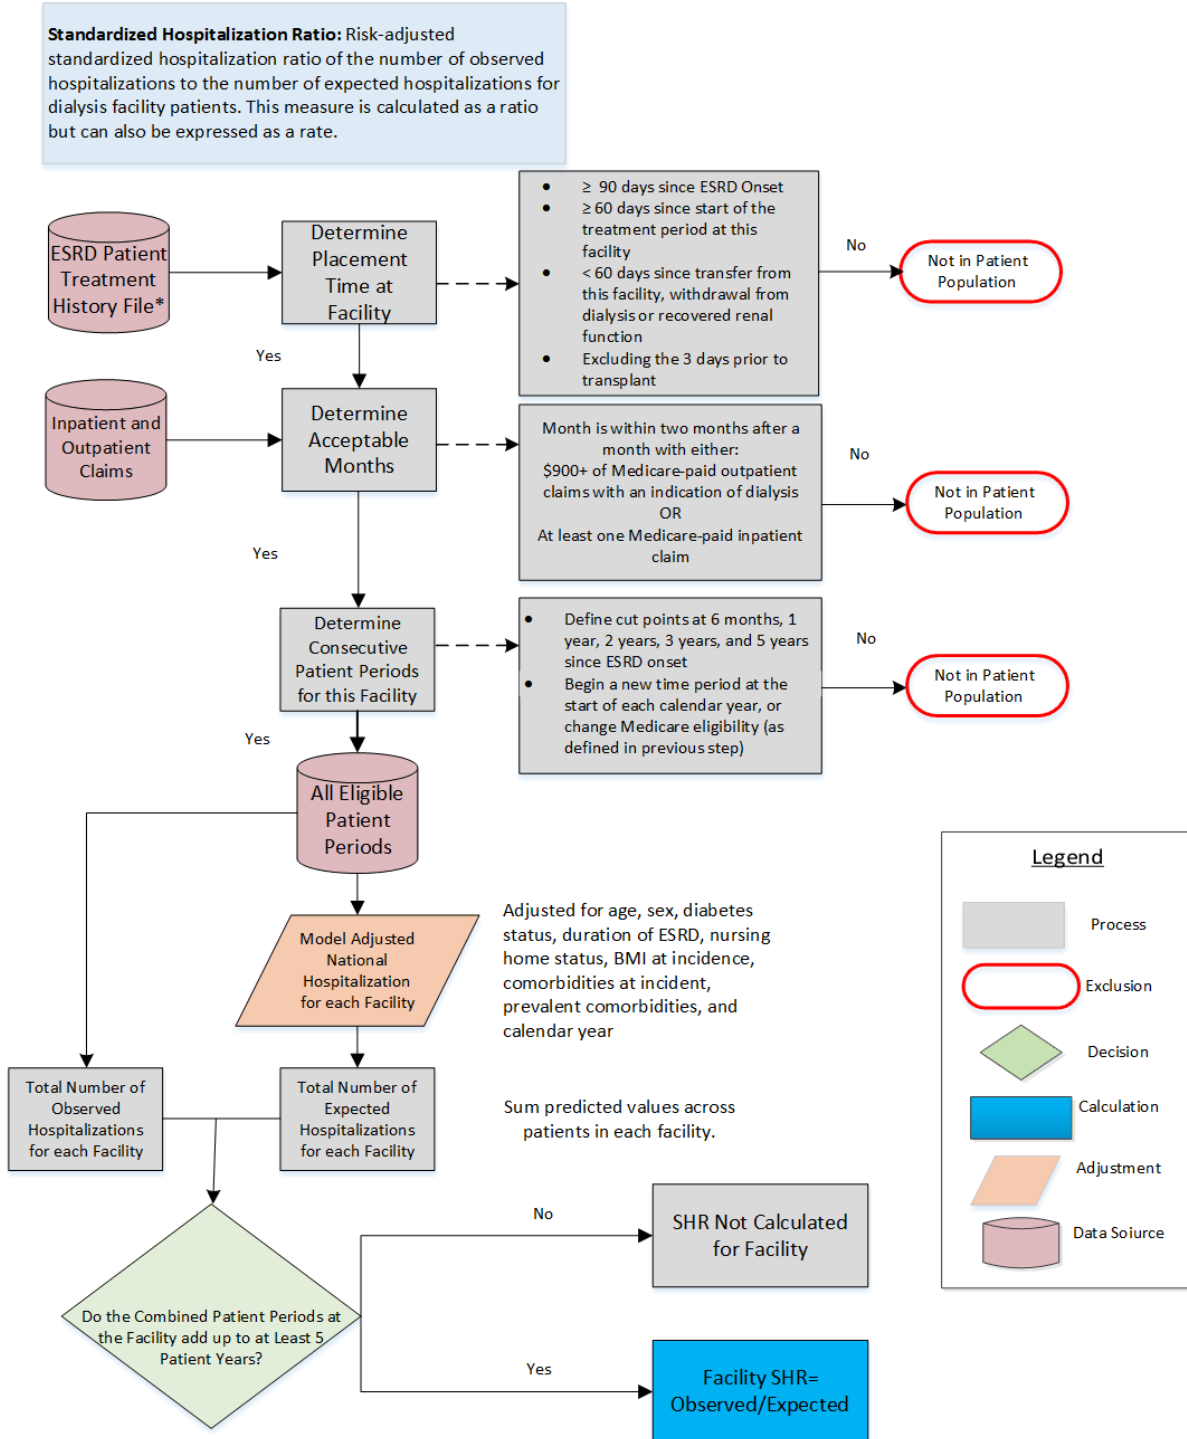 Standardized Hospitalization Ratio: Risk-adjusted
standardized hospitalization ratio of the number of observed
hospitalizations to the number of expected hospitalizations for
dialysis facility patients. This measure is calculated as a ratio
but can also be expressed as a rate.
ESRD Patient
Treatment
History File*
Determine
Placement
Time at
Facility
• ≥ 90 days since ESRD Onset
• ≥ 60 days since start of the
treatment period at this
facility
• < 60 days since transfer from
this facility, withdrawal from
dialysis or recovered renal
function
• Excluding the 3 days prior to
transplant
No
Not in Patient
Population
Yes
Inpatient and
Outpatient
Claims
Determine
Acceptable
Months
Month is within two months after a
month with either:
$900+ of Medicare-paid outpatient
claims with an indication of dialysis
OR
At least one Medicare-paid inpatient
claim
No
Not in Patient
Population
Yes
Determine
Consecutive
Patient Periods
for this Facility
• Define cut points at 6 months, 1
year, 2 years, 3 years, and 5 years
since ESRD onset
• Begin a new time period at the
start of each calendar year, or
change Medicare eligibility (as
defined in previous step)
No
Not in Patient
Population
Yes
All Eligible
Patient
Periods
Model Adjusted
National
Hospitalization
for each Facility
Adjusted for age, sex, diabetes
status, duration of ESRD, nursing
home status, BMI at incidence,
comorbidities at incident,
prevalent comorbidities, and
calendar year
Total Number of
Observed
Hospitalizations
for each Facility
Total Number of
Expected
Hospitalizations
for each Facility
Sum predicted values across
patients in each facility.
Do the Combined Patient Periods at
the Facility add up to at Least 5
Patient Years?
No
SHR Not Calculated
for Facility
Yes
Facility SHR=
Observed/Expected
Legend
Process
Exclusion
Decision
Calculation
Adjustment
Data Soiurce